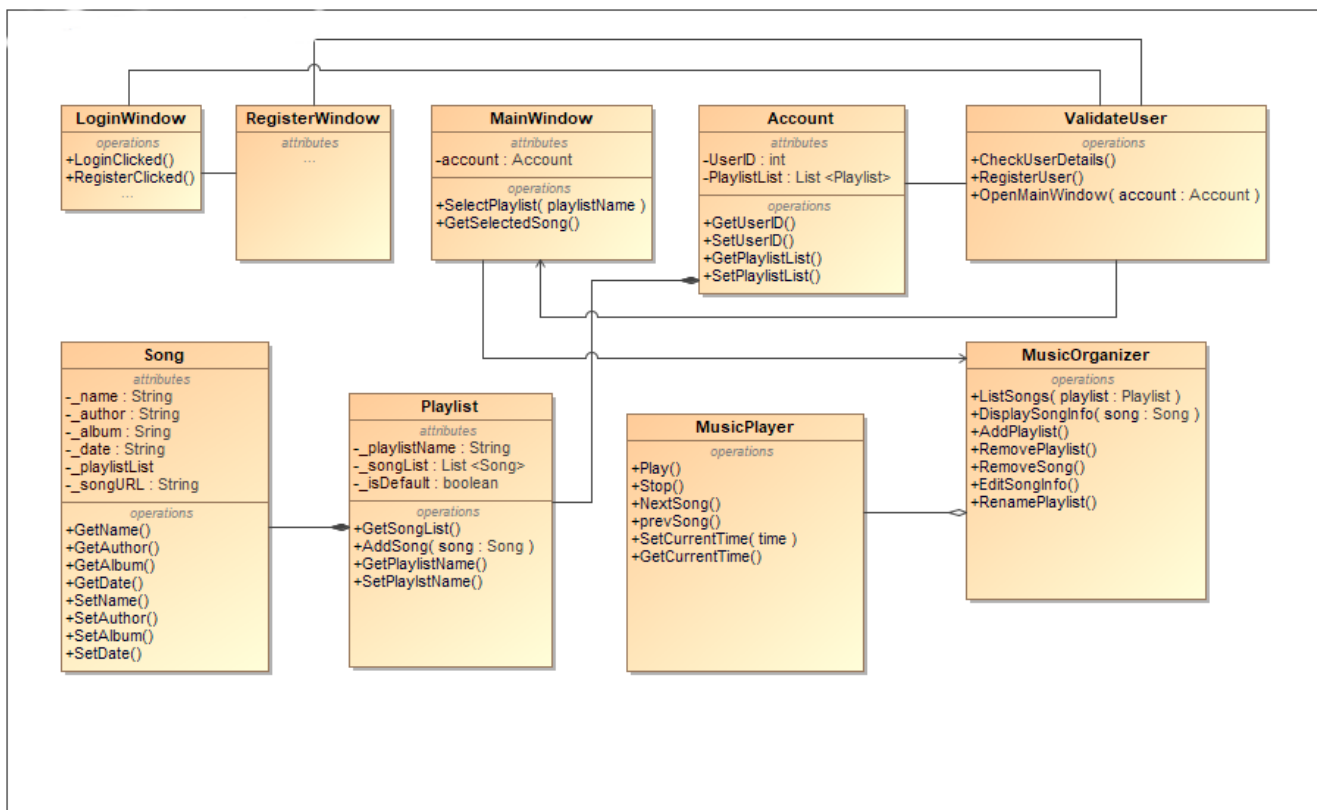 LoginWindow
operations
+LoginClicked()
+RegisterClicked()
...
RegisterWindow
attributes
...
MainWindow
attributes
-account : Account
operations
+SelectPlaylist( playlistName )
+GetSelectedSong()
Account
attributes
-UserID : int
-PlaylistList : List <Playlist>
operations
+GetUserID()
+SetUserID()
+GetPlaylistList()
+SetPlaylistList()
ValidateUser
operations
+CheckUserDetails()
+RegisterUser()
+OpenMainWindow( account : Account )
Song
attributes
-_name : String
-_author : String
-_album : Sring
-_date : String
-_playlistList
-_songURL : String
operations
+GetName()
+GetAuthor()
+GetAlbum()
+GetDate()
+SetName()
+SetAuthor()
+SetAlbum()
+SetDate()
Playlist
attributes
-_playlistName : String
-_songList : List <Song>
-_isDefault : boolean
operations
+GetSongList()
+AddSong( song : Song )
+GetPlaylistName()
+SetPlaylstName()
MusicPlayer
operations
+Play()
+Stop()
+NextSong()
+prevSong()
+SetCurrentTime( time )
+GetCurrentTime()
MusicOrganizer
operations
+ListSongs( playlist : Playlist )
+DisplaySongInfo( song : Song )
+AddPlaylist()
+RemovePlaylist()
+RemoveSong()
+EditSongInfo()
+RenamePlaylist()